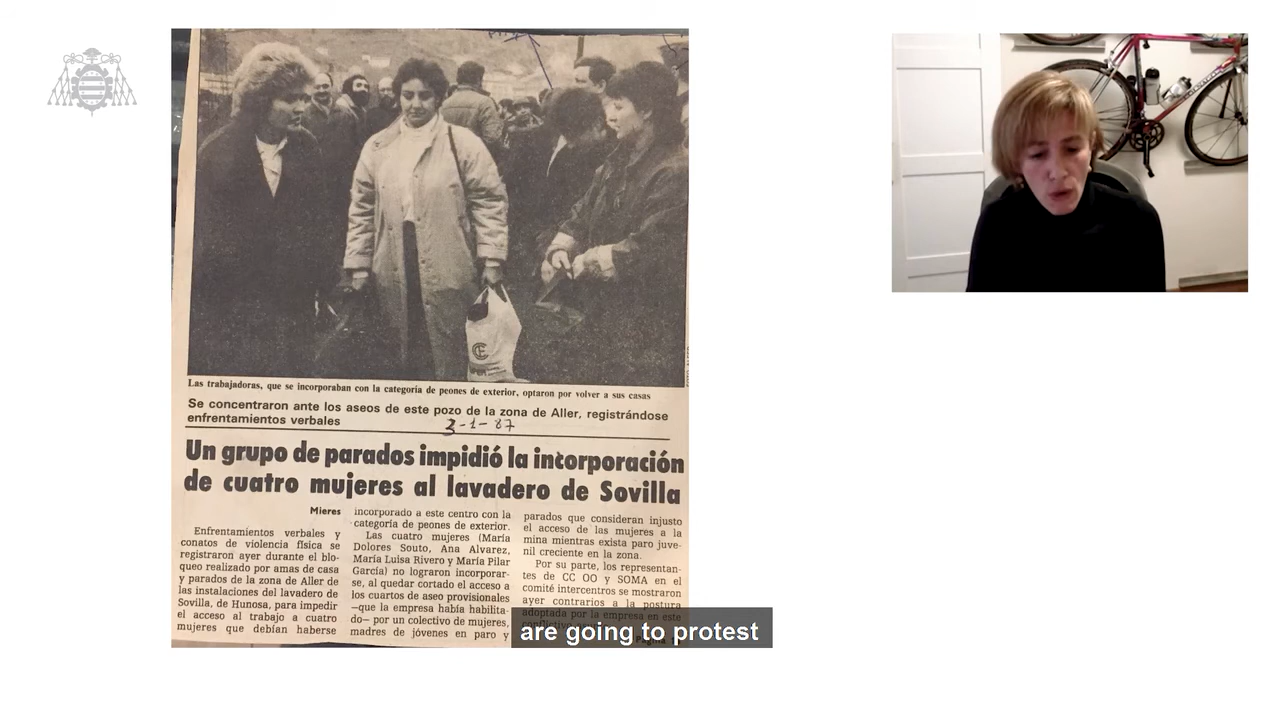 Las trabajadoras, que se incorporaban con la categoría de peones de exterior, optaron por volver a sus casas
Se concentraron ante los aseos de este pozo de la zona de Aller, registrándose
enfrentamientos verbales
3-1-87
Un grupo de parados impidió la incorporación
de cuatro mujeres al lavadero de Sovilla
Mieres
Enfrentamientos verbales y
conatos de violencia física se
registraron ayer durante el blo-
queo realizado por amas de casa
y parados de la zona de Aller de
las instalaciones del lavadero de
Sovilla, de Hunosa, para impedir
el acceso al trabajo a cuatro
mujeres que debían haberse
incorporado a este centro con la
categoría de peones de exterior.
Las cuatro mujeres (María
Dolores Souto, Ana Alvarez,
María Luisa Rivero y María Pilar
García) no lograron incorporar-
se, al quedar cortado el acceso a
los cuartos de aseo provisionales
—que la empresa había habilita-
do— por un colectivo de mujeres,
madres de jóvenes en paro y
parados que consideran injusto
el acceso de las mujeres a la
mina mientras exista paro juve-
nil creciente en la zona.
Por su parte, los representan-
tes de CC OO y SOMA en el
comité intercentros se mostraron
ayer contrarios a la postura
adoptada por la empresa en este
are going to protest